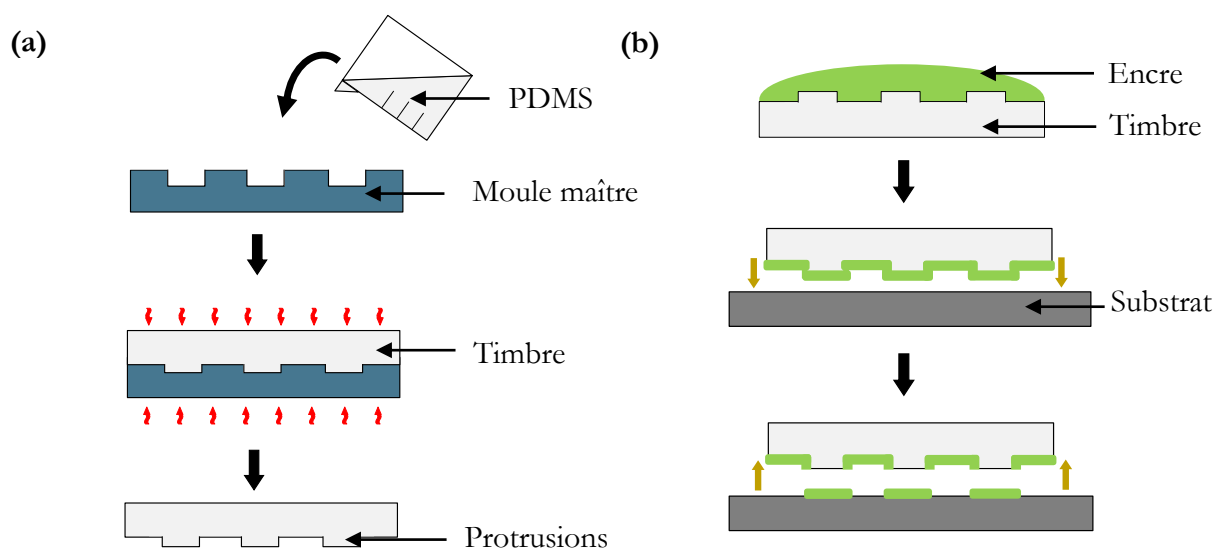 (a)
PDMS
Moule maître
Timbre
Protrusions
(b)
Encre
Timbre
Substrat